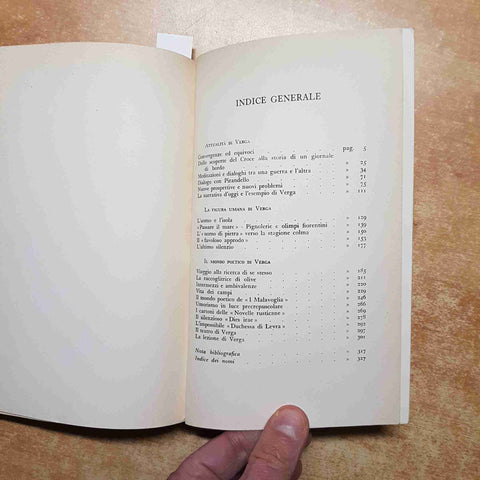 INDICE GENERALE
ATTUALITÀ DI VERGA
Convergenze ed equivoci pag. 5
Dalle scoperte del Croce alla storia di un giornale
di bordo » 25
Meditazioni e dialoghi tra una guerra e l'altra » 34
Dialogo con Pirandello » 71
Nuove prospettive e nuovi problemi » 75
La narrativa d'oggi e l'esempio di Verga » 111
LA FIGURA UMANA DI VERGA
L'uomo e l'isola » 129
« Passare il mare » - Pignolerie e olimpi fiorentini » 139
L'« uomo di pietra » verso la stagione colma » 150
Il « favoloso approdo » » 153
L'ultimo silenzio » 177
IL MONDO POETICO DI VERGA
Viaggio alla ricerca di se stesso » 185
La raccoglitrice di olive » 211
Intermezzi e ambivalenze » 220
Vita dei campi » 229
Il mondo poetico de « I Malavoglia » » 246
Umorismo in luce precrepuscolare » 266
I cartoni delle « Novelle rusticane » » 269
Il silenzioso « Dies irae » » 278
L'impossibile « Duchessa di Leyra » » 292
Il teatro di Verga » 297
La lezione di Verga » 301
Nota bibliografica » 317
Indice dei nomi » 327